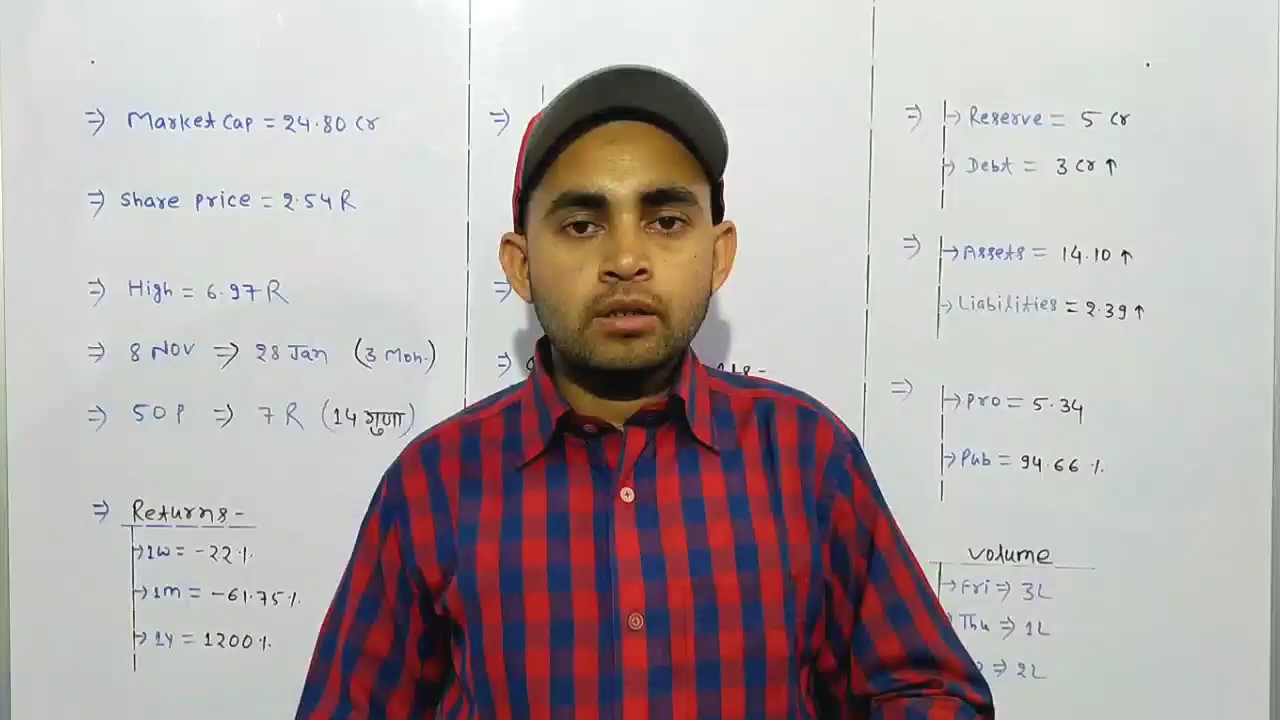 ⇒ Market Cap = 24.80 Cr
⇒ Share price = 2.54 R
⇒ High = 6.97 R
⇒ 8 NOV ⇒ 28 Jan (3 Mon.)
⇒ 50 P ⇒ 7 R (14 गुणा)
⇒ Returns-
→ 1W = -22%
→ 1m = -61.75%
→ 1Y = 1200%
⇒
⇒
⇒
⇒ → Reserve = 5 Cr
→ Debt = 3 Cr ↑
⇒ → Assets = 14.10 ↑
→ Liabilities = 2.39 ↑
⇒ → Pro = 5.34
→ Pub = 94.66 %
Volume
→ Fri ⇒ 3L
→ Thu ⇒ 1L
⇒ 2L